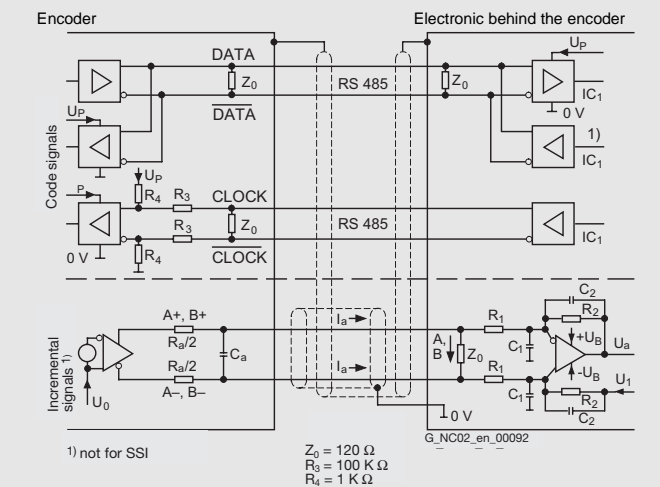 Encoder
Electronic behind the encoder
DATA
Z0
RS 485
DATA
Code signals
UP
UP
IC1
0 V
1)
IC1
UP
P
R4
R3
CLOCK
Z0
RS 485
R3
R4
CLOCK
0 V
IC1
Z0
Incremental signals 1)
U0
A+, B+
Ra/2
Ra/2
A–, B–
Ca
Ia
Ia
A, B
Z0
R1
R1
C1
C1
C2
R2
+UB
-UB
Ua
U1
R2
C2
0 V
G_NC02_en_00092
1) not for SSI
Z0 = 120 Ω
R3 = 100 K Ω
R4 = 1 K Ω